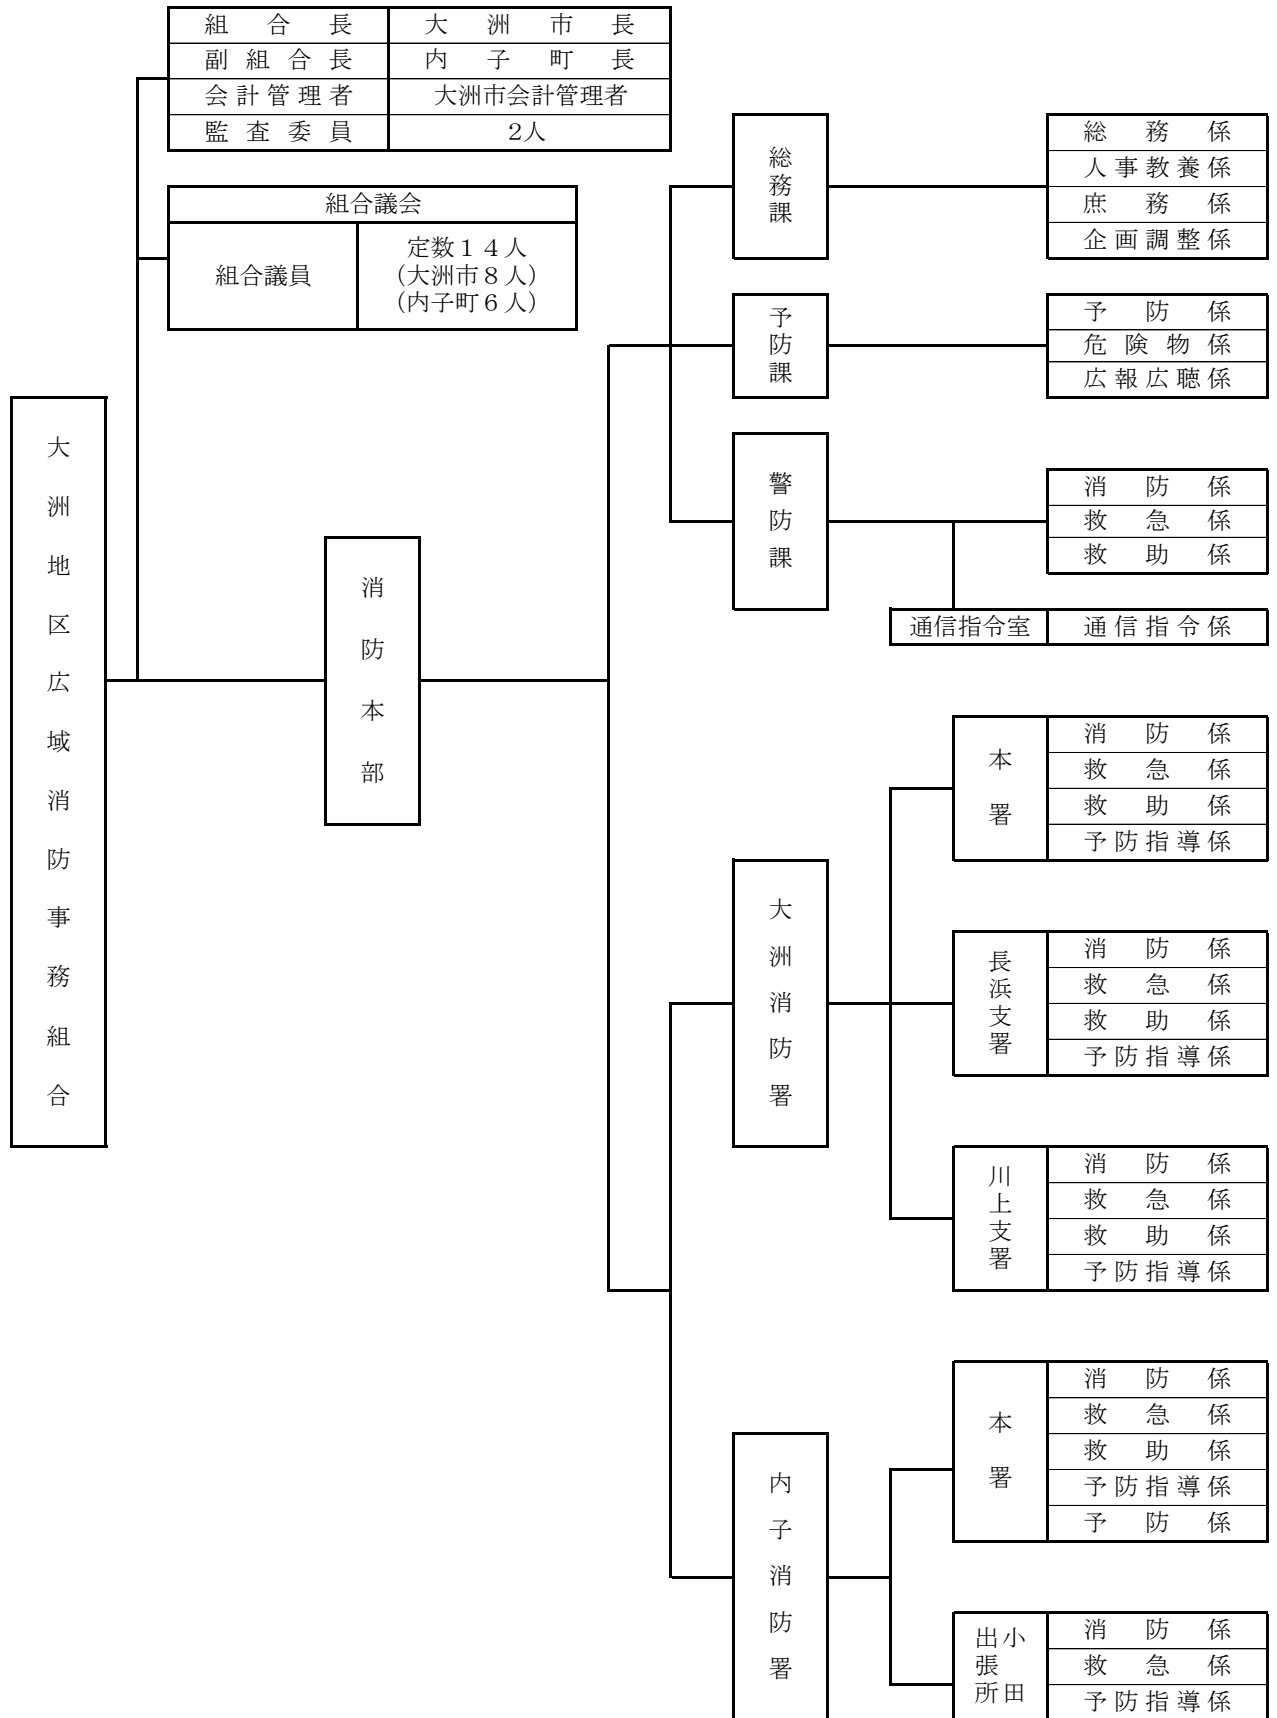 組合長 大洲市長
副組合長 内子町長
会計管理者 大洲市会計管理者
監査委員 2人
組合議会
組合議員
定数１４人
(大洲市８人)
(内子町６人)
大洲地区広域消防事務組合
消防本部
総務課
総務係
人事教養係
庶務係
企画調整係
予防課
予防係
危険物係
広報広聴係
警防課
消防係
救急係
救助係
通信指令室 通信指令係
大洲消防署
本署
消防係
救急係
救助係
予防指導係
長浜支署
消防係
救急係
救助係
予防指導係
川上支署
消防係
救急係
救助係
予防指導係
内子消防署
本署
消防係
救急係
救助係
予防指導係
予防係
小田
出張所
消防係
救急係
予防指導係